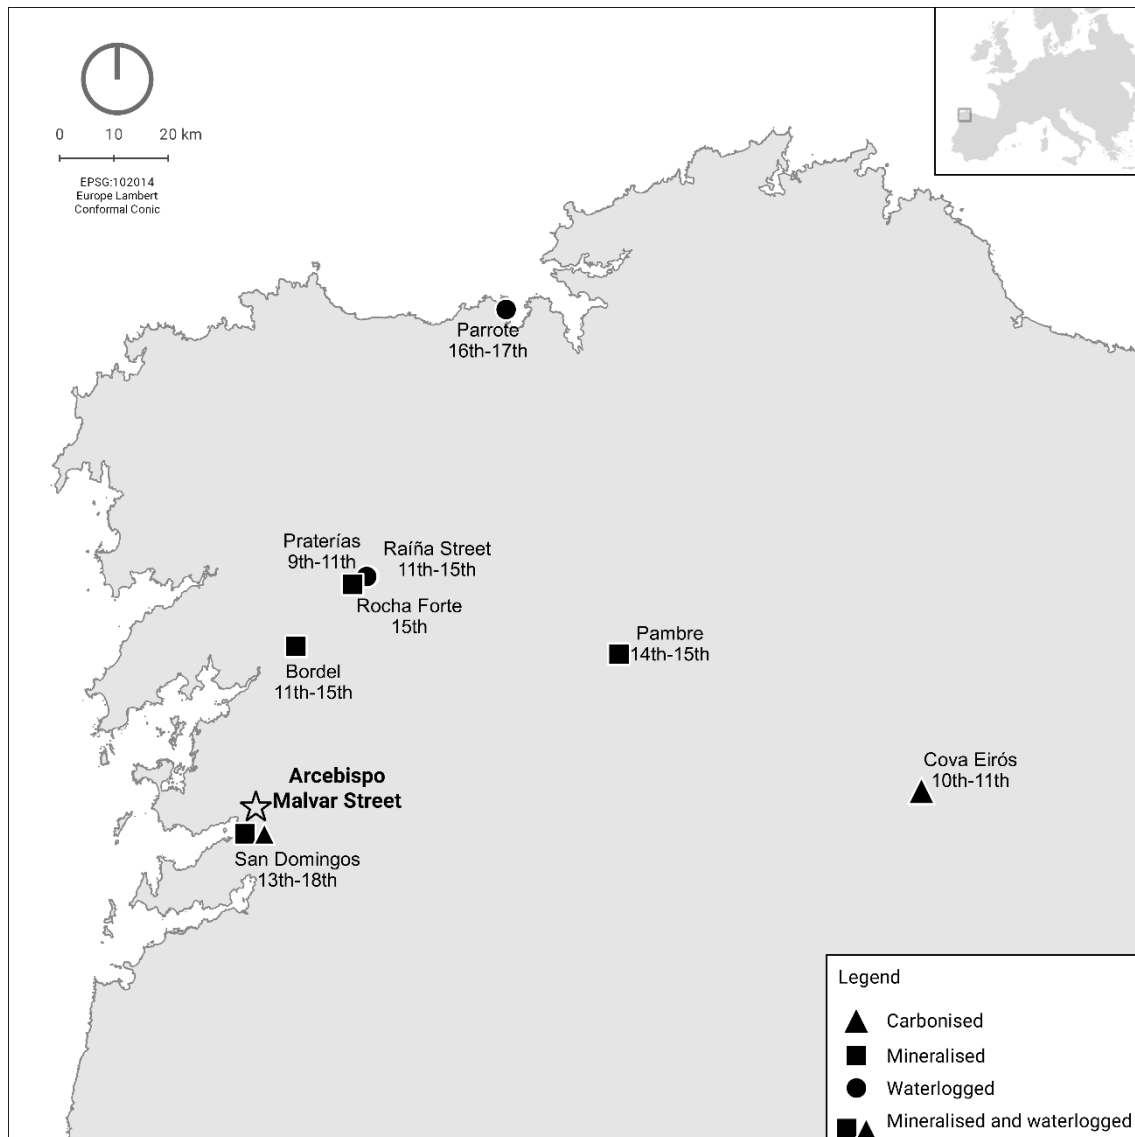 0 10 20 km
EPSG:102014
Europe Lambert
Conformal Conic
Parrote
16th-17th
Praterías
9th-11th
Raíña Street
11th-15th
Rocha Forte
15th
Bordel
11th-15th
Pambre
14th-15th
Cova Eirós
10th-11th
Arcebispo
Malvar Street
San Domingos
13th-18th
Legend
Carbonised
Mineralised
Waterlogged
Mineralised and waterlogged